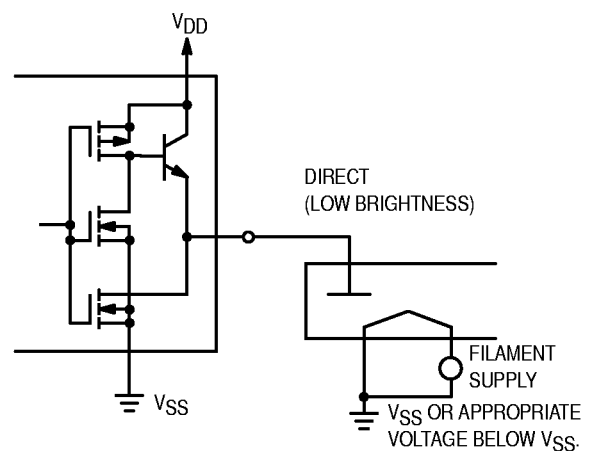 VDD
DIRECT
(LOW BRIGHTNESS)
FILAMENT
SUPPLY
VSS
VSS OR APPROPRIATE
VOLTAGE BELOW VSS.